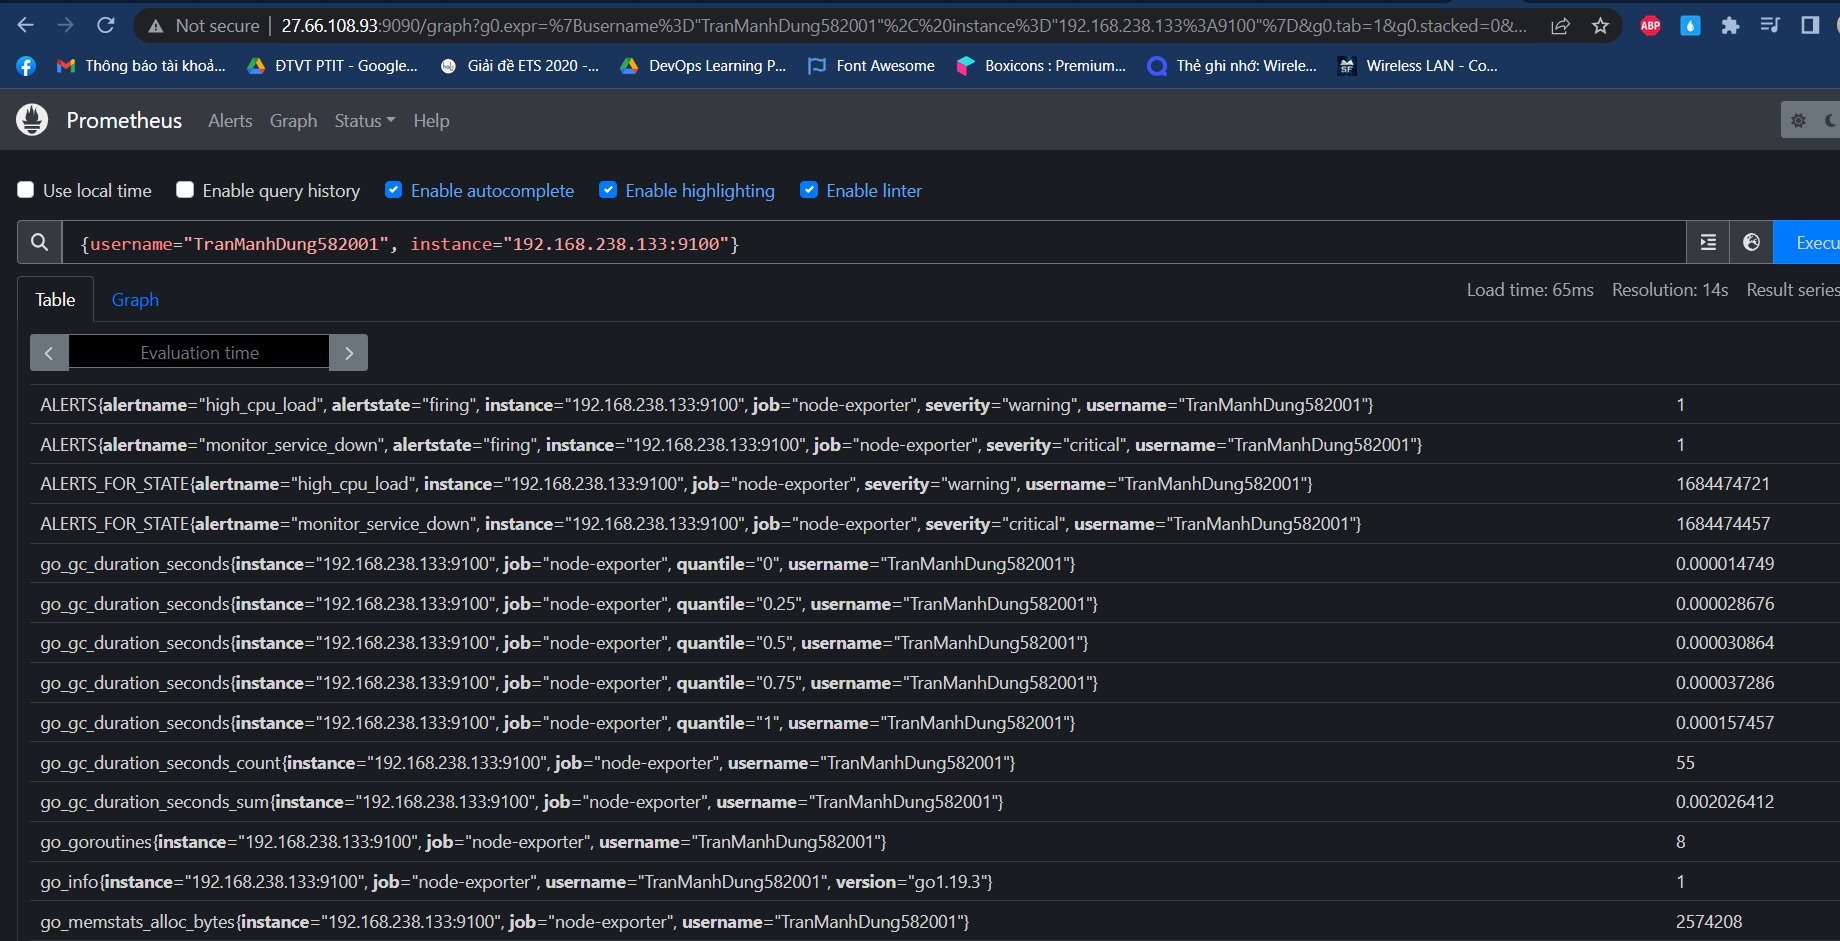 Not secure | 27.66.108.93:9090/graph?g0.expr=%7Busername%3D"TranManhDung582001"%2C%20instance%3D"192.168.238.133%3A9100"%7D&g0.tab=1&g0.stacked=0&...
ABP
Thông báo tài khoả... ĐTVT PTIT - Google... Giải đề ETS 2020 -... DevOps Learning P... Font Awesome Boxicons : Premium... Thẻ ghi nhớ: Wirele... SF Wireless LAN - Co...
Prometheus Alerts Graph Status Help
Use local time Enable query history Enable autocomplete Enable highlighting Enable linter
{username="TranManhDung582001", instance="192.168.238.133:9100"}
Execu
Table Graph Load time: 65ms Resolution: 14s Result series
Evaluation time
ALERTS{alertname="high_cpu_load", alertstate="firing", instance="192.168.238.133:9100", job="node-exporter", severity="warning", username="TranManhDung582001"} 1
ALERTS{alertname="monitor_service_down", alertstate="firing", instance="192.168.238.133:9100", job="node-exporter", severity="critical", username="TranManhDung582001"} 1
ALERTS_FOR_STATE{alertname="high_cpu_load", instance="192.168.238.133:9100", job="node-exporter", severity="warning", username="TranManhDung582001"} 1684474721
ALERTS_FOR_STATE{alertname="monitor_service_down", instance="192.168.238.133:9100", job="node-exporter", severity="critical", username="TranManhDung582001"} 1684474457
go_gc_duration_seconds{instance="192.168.238.133:9100", job="node-exporter", quantile="0", username="TranManhDung582001"} 0.000014749
go_gc_duration_seconds{instance="192.168.238.133:9100", job="node-exporter", quantile="0.25", username="TranManhDung582001"} 0.000028676
go_gc_duration_seconds{instance="192.168.238.133:9100", job="node-exporter", quantile="0.5", username="TranManhDung582001"} 0.000030864
go_gc_duration_seconds{instance="192.168.238.133:9100", job="node-exporter", quantile="0.75", username="TranManhDung582001"} 0.000037286
go_gc_duration_seconds{instance="192.168.238.133:9100", job="node-exporter", quantile="1", username="TranManhDung582001"} 0.000157457
go_gc_duration_seconds_count{instance="192.168.238.133:9100", job="node-exporter", username="TranManhDung582001"} 55
go_gc_duration_seconds_sum{instance="192.168.238.133:9100", job="node-exporter", username="TranManhDung582001"} 0.002026412
go_goroutines{instance="192.168.238.133:9100", job="node-exporter", username="TranManhDung582001"} 8
go_info{instance="192.168.238.133:9100", job="node-exporter", username="TranManhDung582001", version="go1.19.3"} 1
go_memstats_alloc_bytes{instance="192.168.238.133:9100", job="node-exporter", username="TranManhDung582001"} 2574208